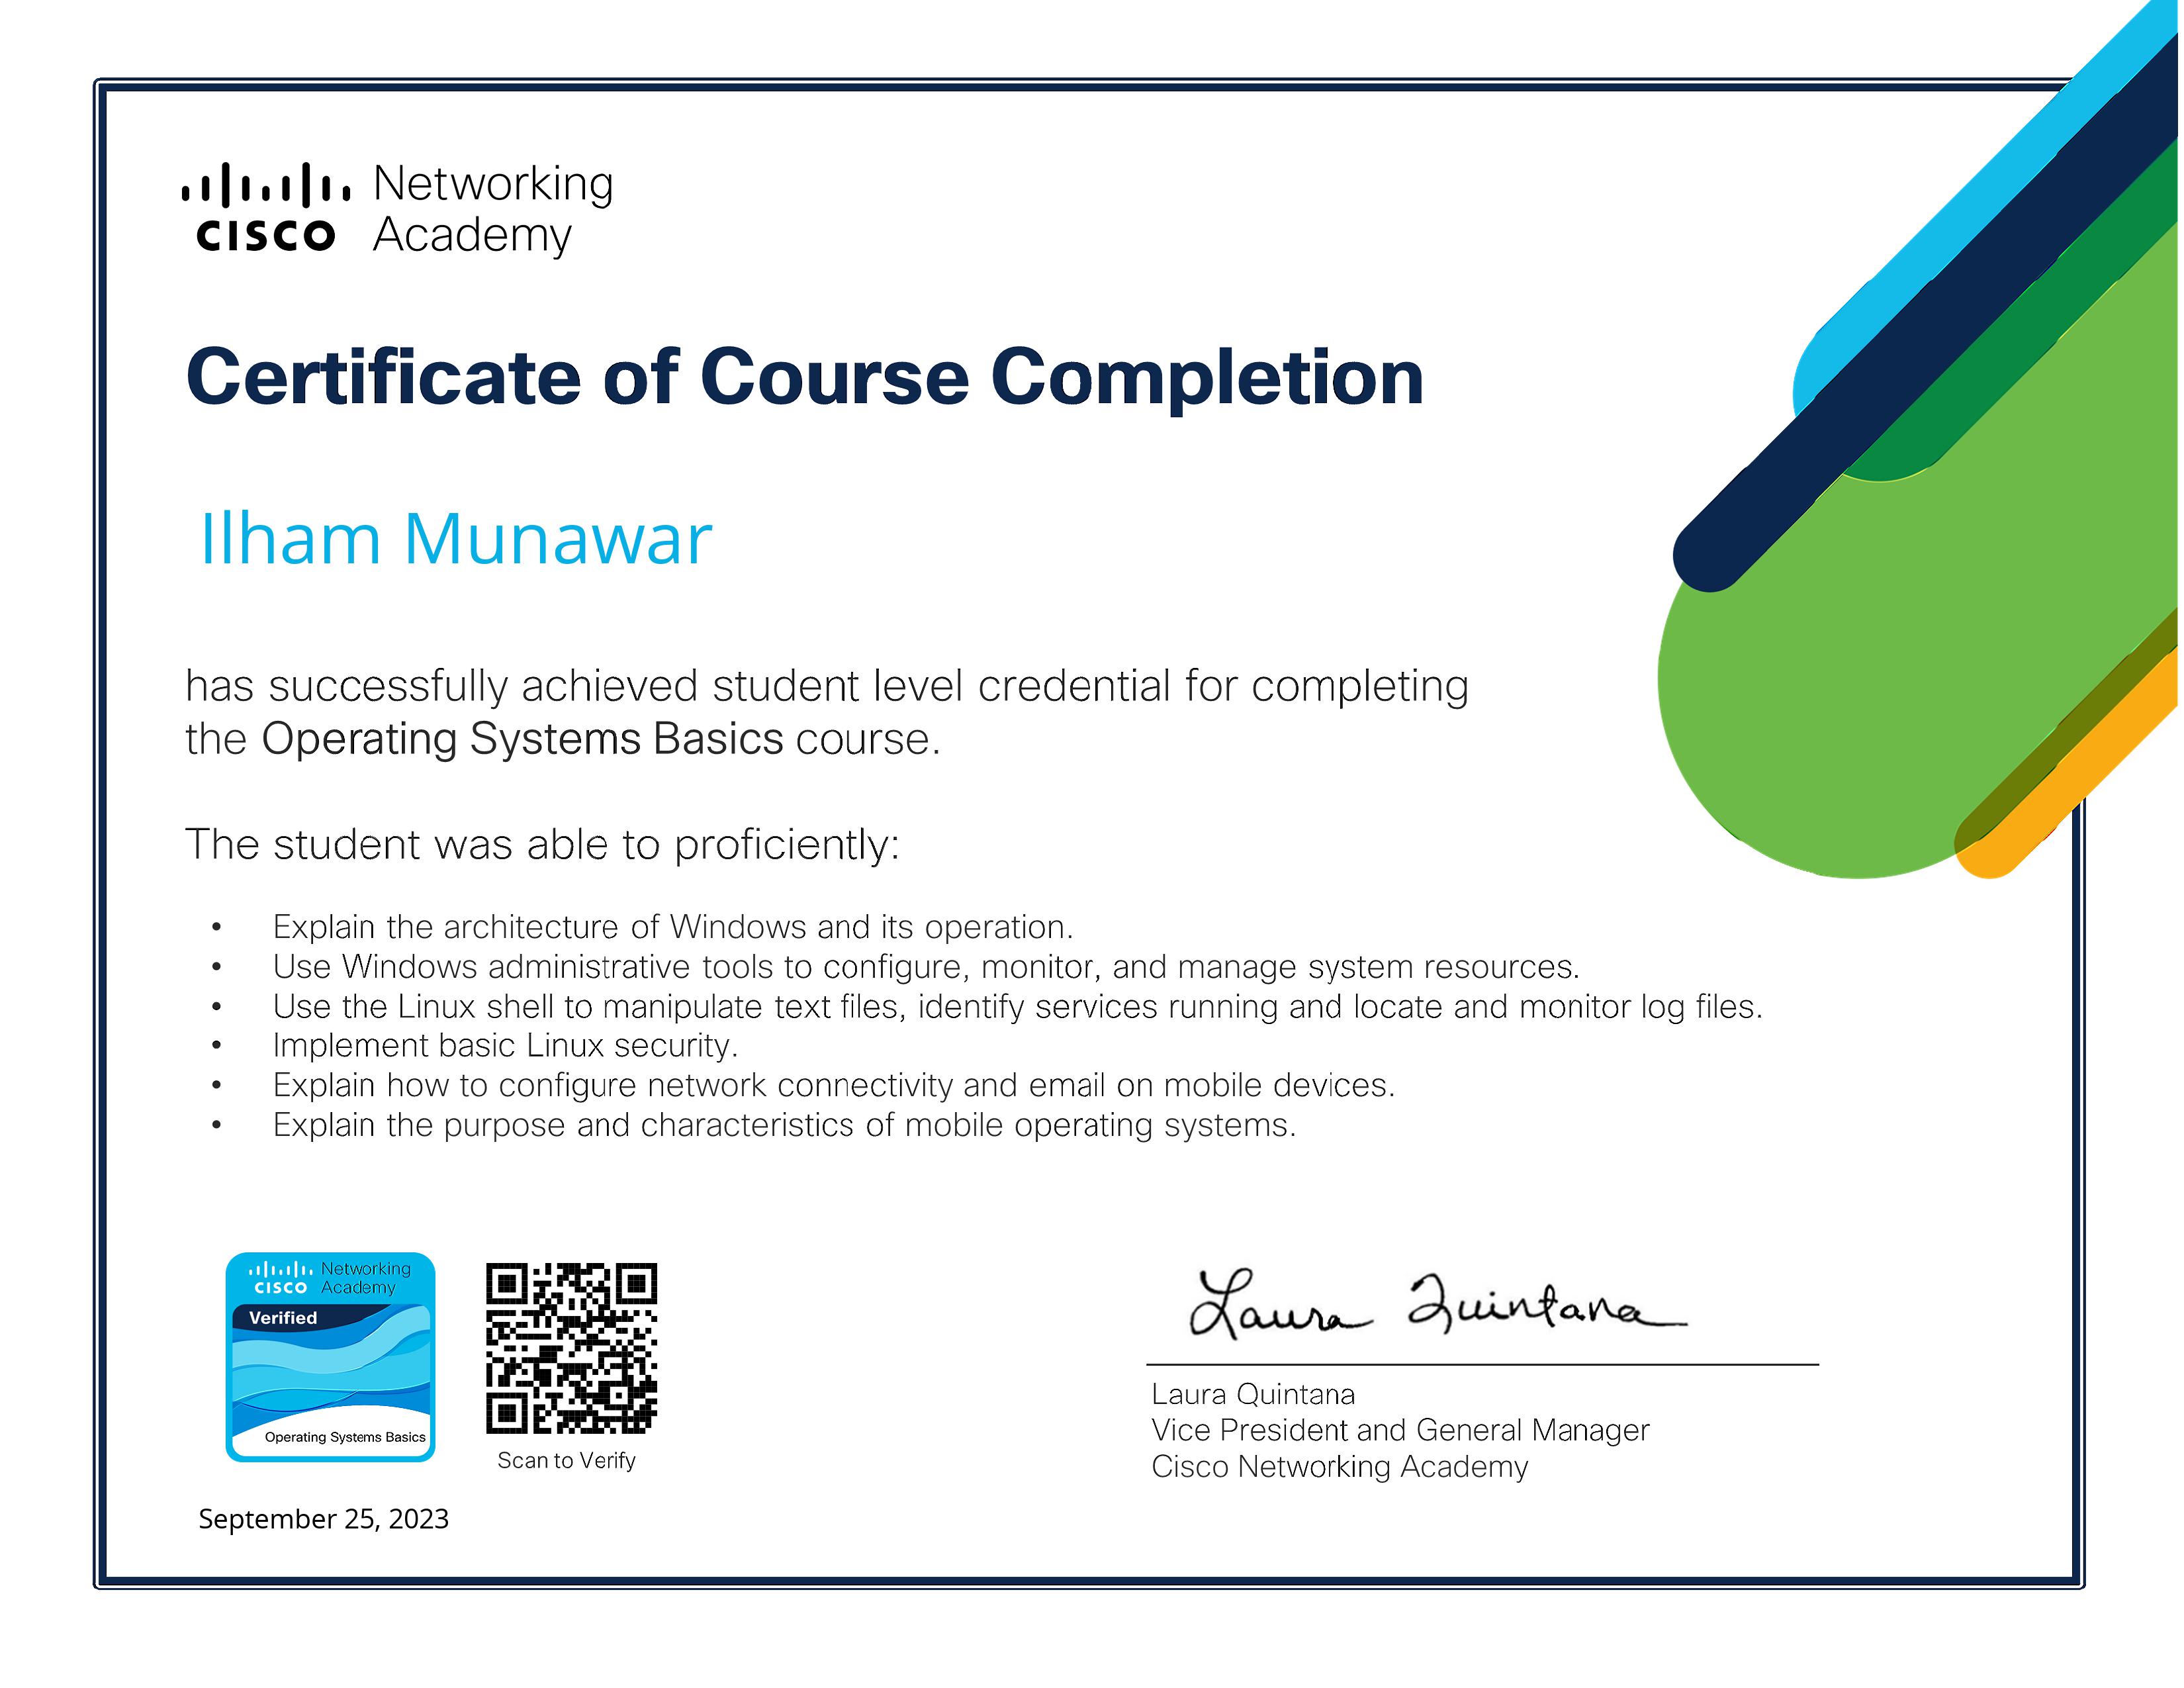 Networking
Academy
CISCO
Certificate of Course Completion
Ilham Munawar
has successfully achieved student level credential for completing
the Operating Systems Basics course.
The student was able to proficiently:
• Explain the architecture of Windows and its operation.
• Use Windows administrative tools to configure, monitor, and manage system resources.
• Use the Linux shell to manipulate text files, identify services running and locate and monitor log files.
• Implement basic Linux security.
• Explain how to configure network connectivity and email on mobile devices.
• Explain the purpose and characteristics of mobile operating systems.
CISCO
Networking
Academy
Verified
Operating Systems Basics
Scan to Verify
September 25, 2023
Laura Quintana
Laura Quintana
Vice President and General Manager
Cisco Networking Academy